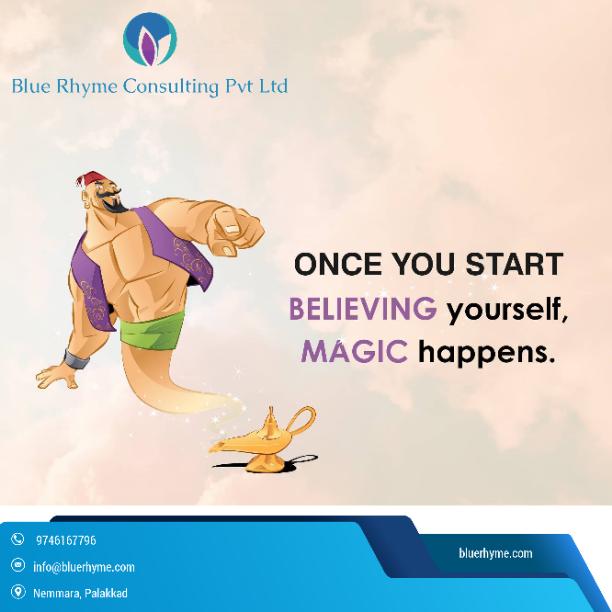 Blue Rhyme Consulting Pvt Ltd
ONCE YOU START
BELIEVING yourself,
MAGIC happens.
9746167796
info@bluerhyme.com
Nemmara, Palakkad
bluerhyme.com